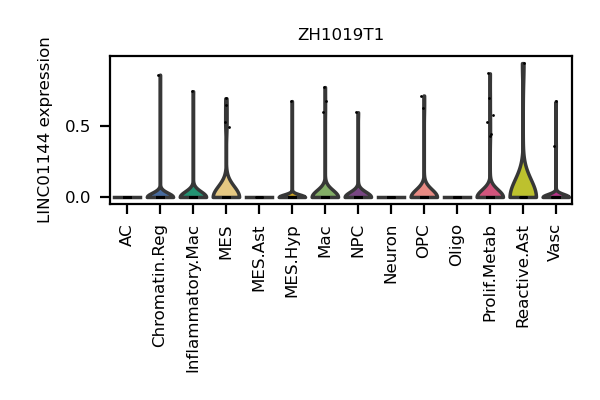 ZH1019T1
LINC01144 expression
0.5
0.0
AC
Chromatin.Reg
Inflammatory.Mac
MES
MES.Ast
MES.Hyp
Mac
NPC
Neuron
OPC
Oligo
Prolif.Metab
Reactive.Ast
Vasc